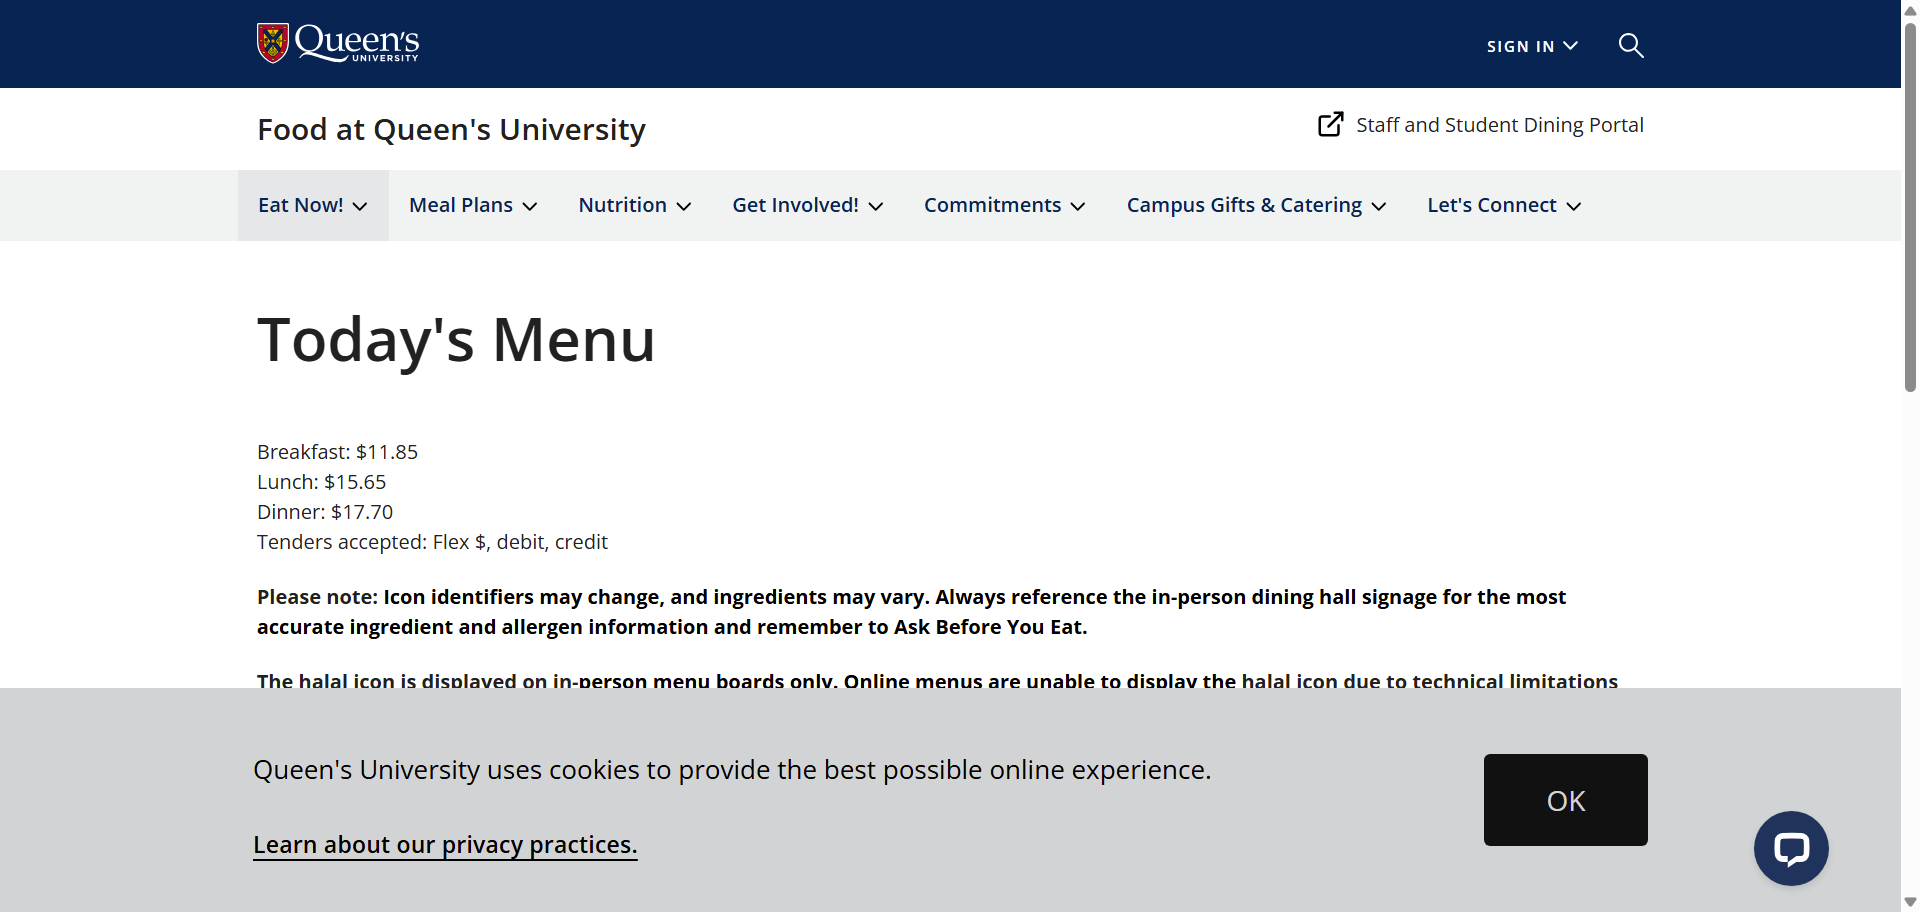 Queen's
UNIVERSITY
SIGN IN
Food at Queen's University
Staff and Student Dining Portal
Eat Now! Meal Plans Nutrition Get Involved! Commitments Campus Gifts & Catering Let's Connect
Today's Menu
Breakfast: $11.85
Lunch: $15.65
Dinner: $17.70
Tenders accepted: Flex $, debit, credit
Please note: Icon identifiers may change, and ingredients may vary. Always reference the in-person dining hall signage for the most
accurate ingredient and allergen information and remember to Ask Before You Eat.
The halal icon is displayed on in-person menu boards only. Online menus are unable to display the halal icon due to technical limitations
Queen's University uses cookies to provide the best possible online experience.
OK
Learn about our privacy practices.